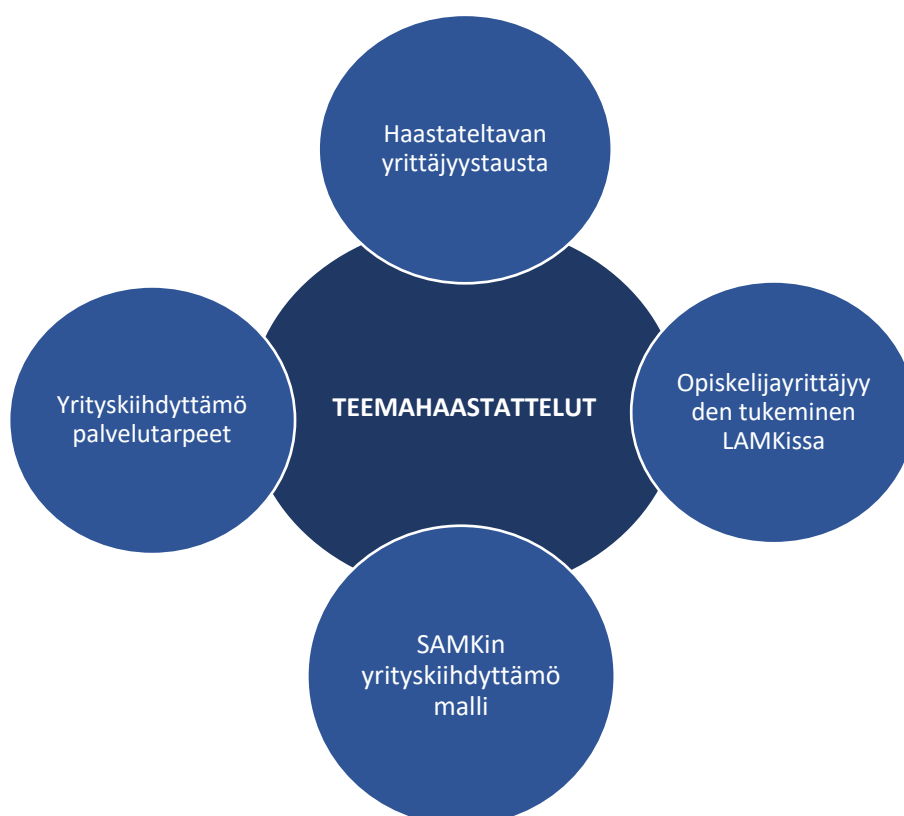 Haastateltavan
yrittäjyystausta
Yrityskiihdyttämö
palvelutarpeet
TEEMAHAASTATTELUT
Opiskelijayrittäjyy
den tukeminen
LAMKissa
SAMKin
yrityskiihdyttämö
malli